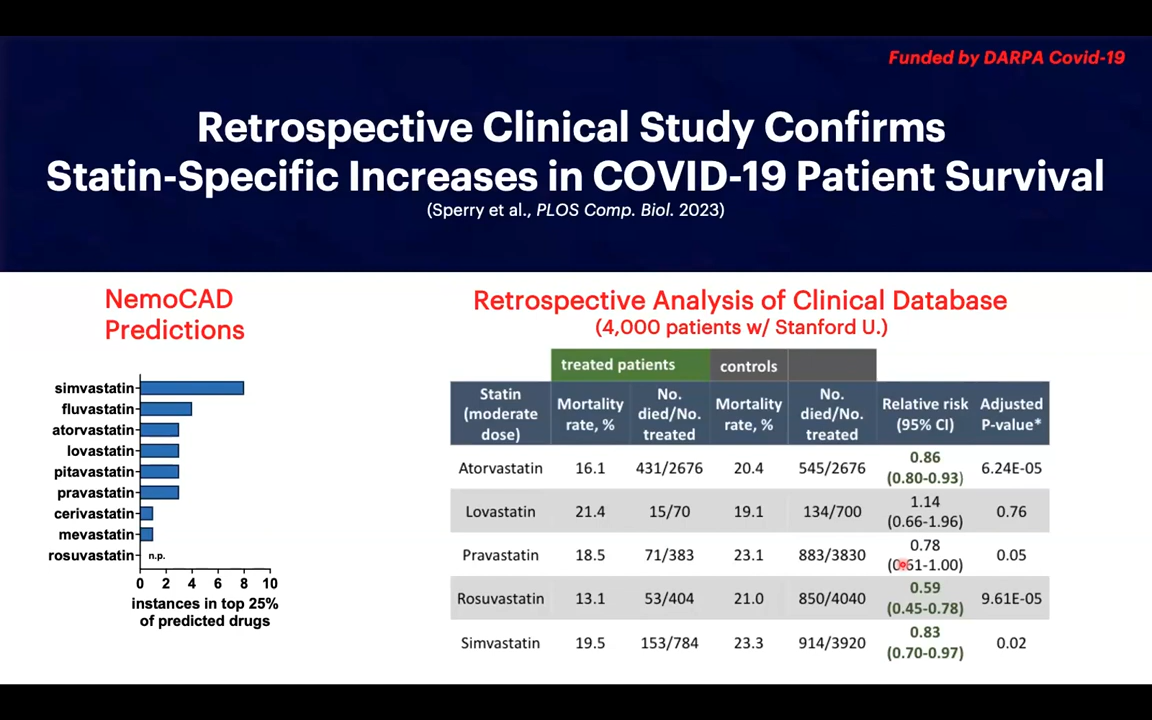 Funded by DARPA Covid-19
Retrospective Clinical Study Confirms
Statin-Specific Increases in COVID-19 Patient Survival
(Sperry et al., PLOS Comp. Biol. 2023)
NemoCAD
Predictions
simvastatin
fluvastatin
atorvastatin
lovastatin
pitavastatin
pravastatin
cerivastatin
mevastatin
rosuvastatin n.p.
0 2 4 6 8 10
instances in top 25%
of predicted drugs
Retrospective Analysis of Clinical Database
(4,000 patients w/ Stanford U.)
treated patients controls
Statin (moderate dose) Mortality rate, % No. died/No. treated Mortality rate, % No. died/No. treated Relative risk (95% CI) Adjusted P-value*
Atorvastatin 16.1 431/2676 20.4 545/2676 0.86 (0.80-0.93) 6.24E-05
Lovastatin 21.4 15/70 19.1 134/700 1.14 (0.66-1.96) 0.76
Pravastatin 18.5 71/383 23.1 883/3830 0.78 (0.61-1.00) 0.05
Rosuvastatin 13.1 53/404 21.0 850/4040 0.59 (0.45-0.78) 9.61E-05
Simvastatin 19.5 153/784 23.3 914/3920 0.83 (0.70-0.97) 0.02